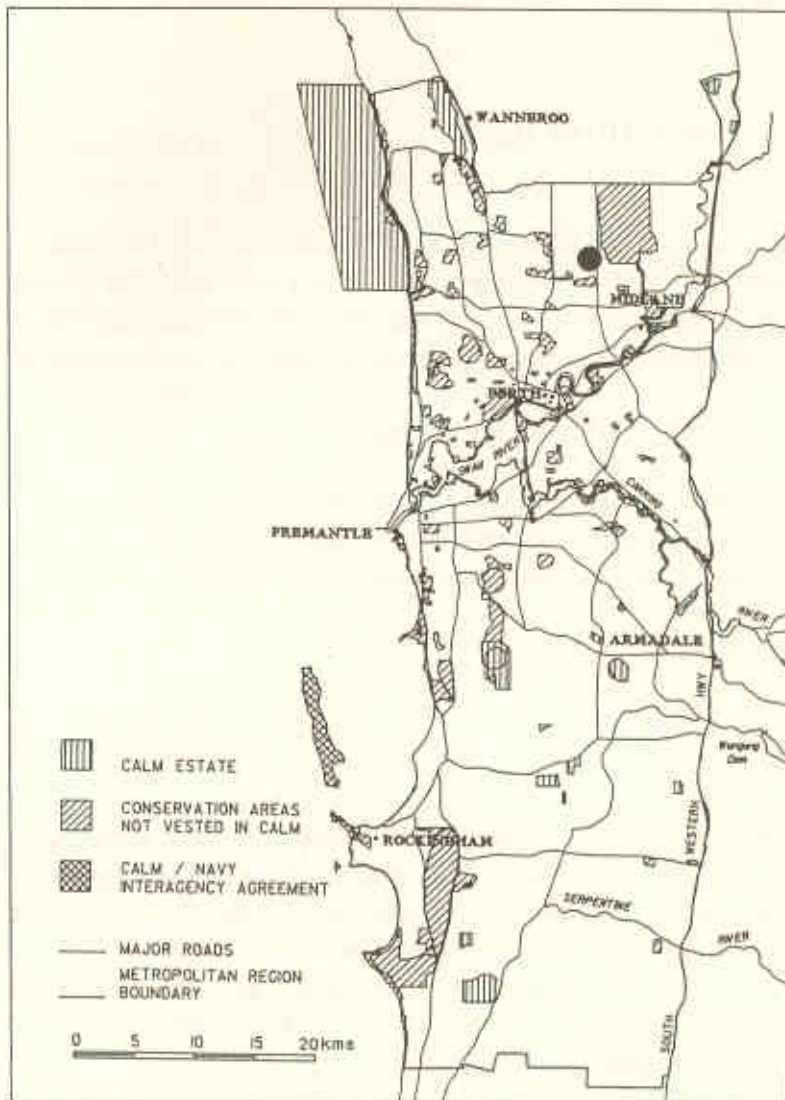 WANNEROO
MIDLAND
PERTH
SWAN RIVER
CANNING
FREMANTLE
RIVER
ARMADALE
HWY
Wungong
Dam
CALM ESTATE
CONSERVATION AREAS
NOT VESTED IN CALM
WESTERN
ROCKINGHAM
CALM / NAVY
INTERAGENCY AGREEMENT
SERPENTINE
RIVER
MAJOR ROADS
METROPOLITAN REGION
BOUNDARY
SOUTH
0 5 10 15 20 kms